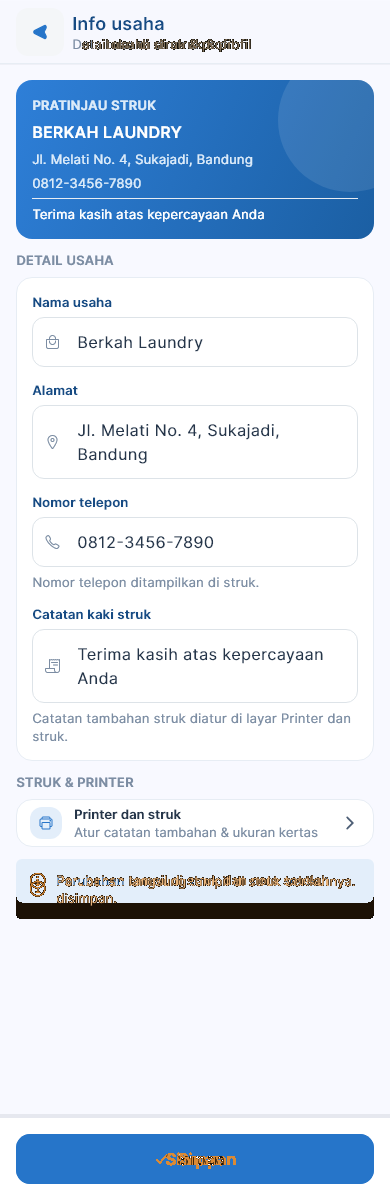 Info usaha
PRATINJAU STRUK
BERKAH LAUNDRY
Jl. Melati No. 4, Sukajadi, Bandung
0812-3456-7890
Terima kasih atas kepercayaan Anda
DETAIL USAHA
Nama usaha
Berkah Laundry
Alamat
Jl. Melati No. 4, Sukajadi,
Bandung
Nomor telepon
0812-3456-7890
Nomor telepon ditampilkan di struk.
Catatan kaki struk
Terima kasih atas kepercayaan
Anda
Catatan tambahan struk diatur di layar Printer dan
struk.
STRUK & PRINTER
Printer dan struk
Atur catatan tambahan & ukuran kertas
Perubahan
disimpan.